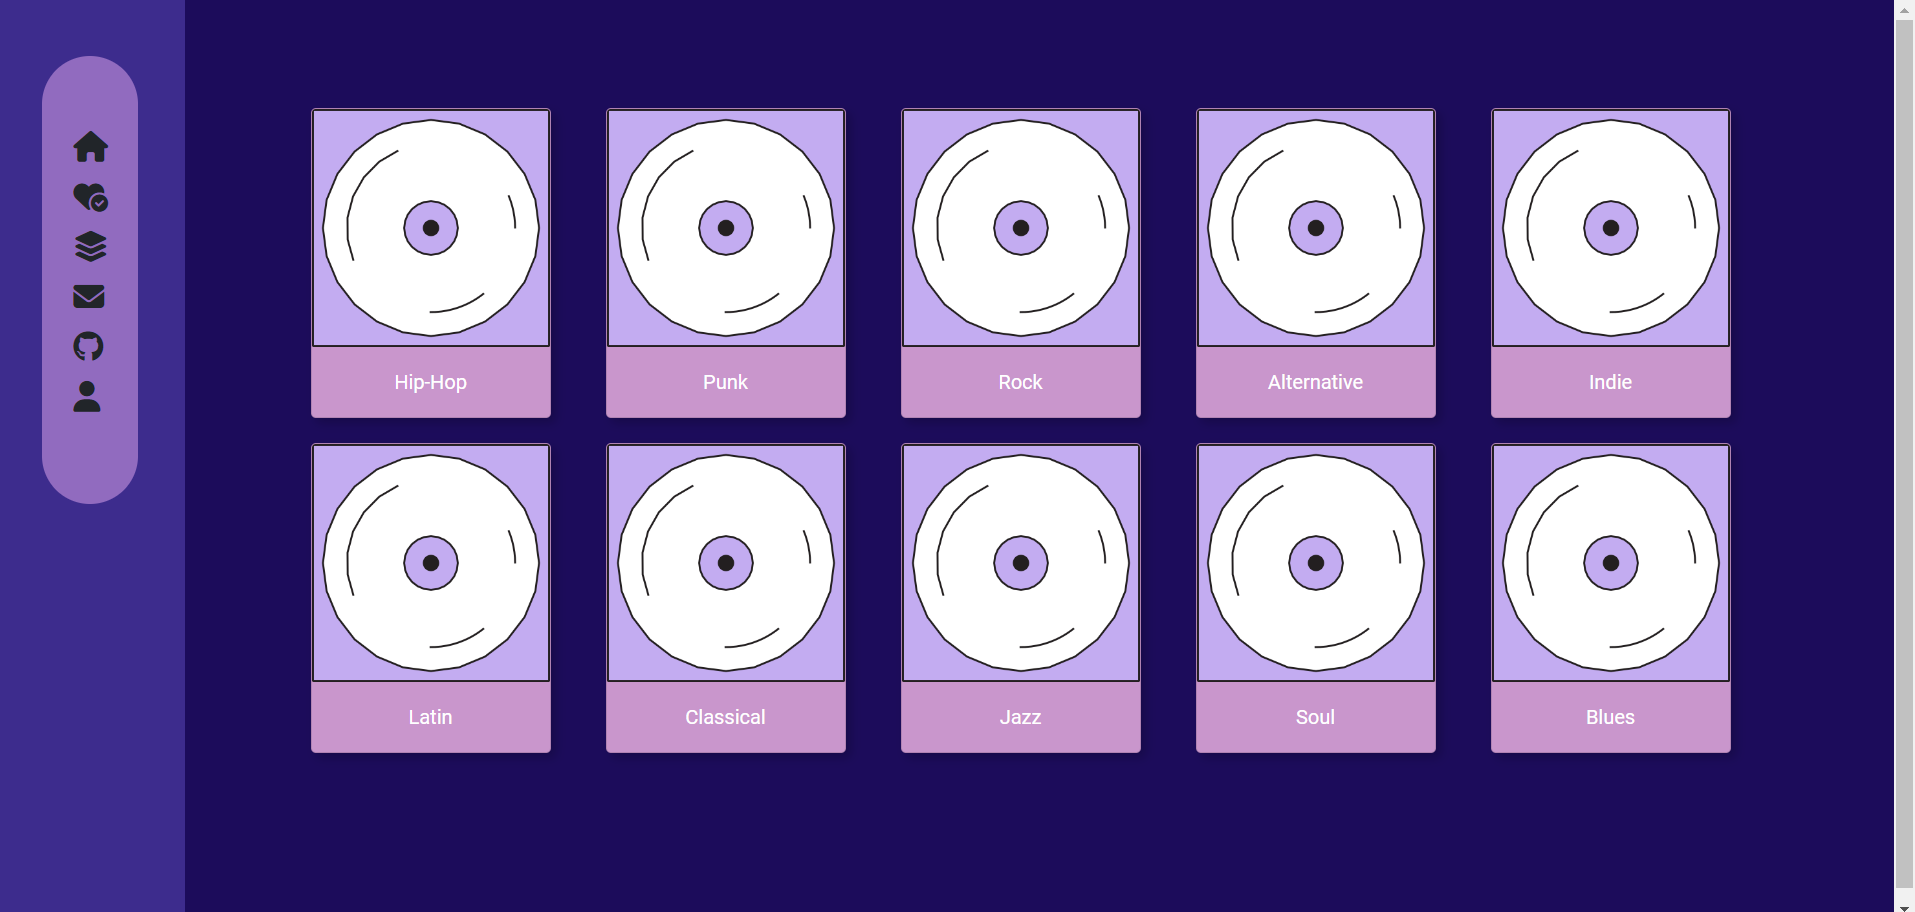 Hip-Hop
Punk
Rock
Alternative
Indie
Latin
Classical
Jazz
Soul
Blues